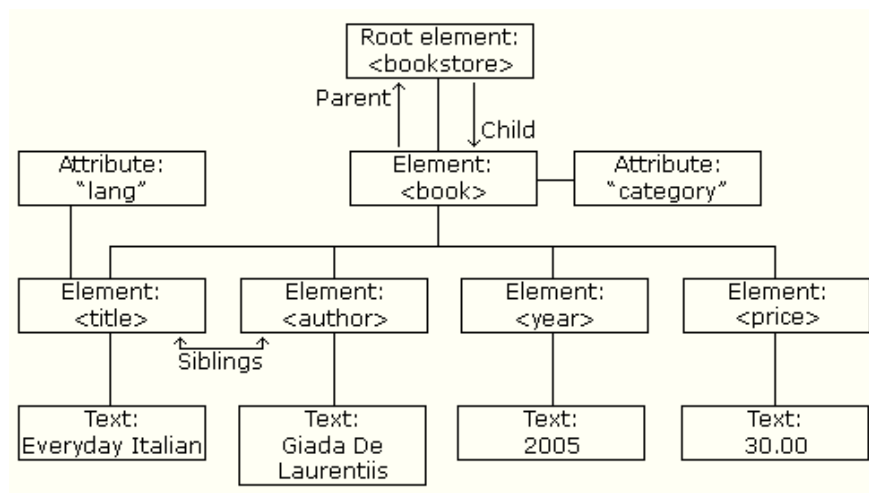 Root element:
<bookstore>
Parent
Child
Attribute:
"lang"
Element:
<book>
Attribute:
"category"
Element:
<title>
Element:
<author>
Element:
<year>
Element:
<price>
Siblings
Text:
Everyday Italian
Text:
Giada De
Laurentiis
Text:
2005
Text:
30.00